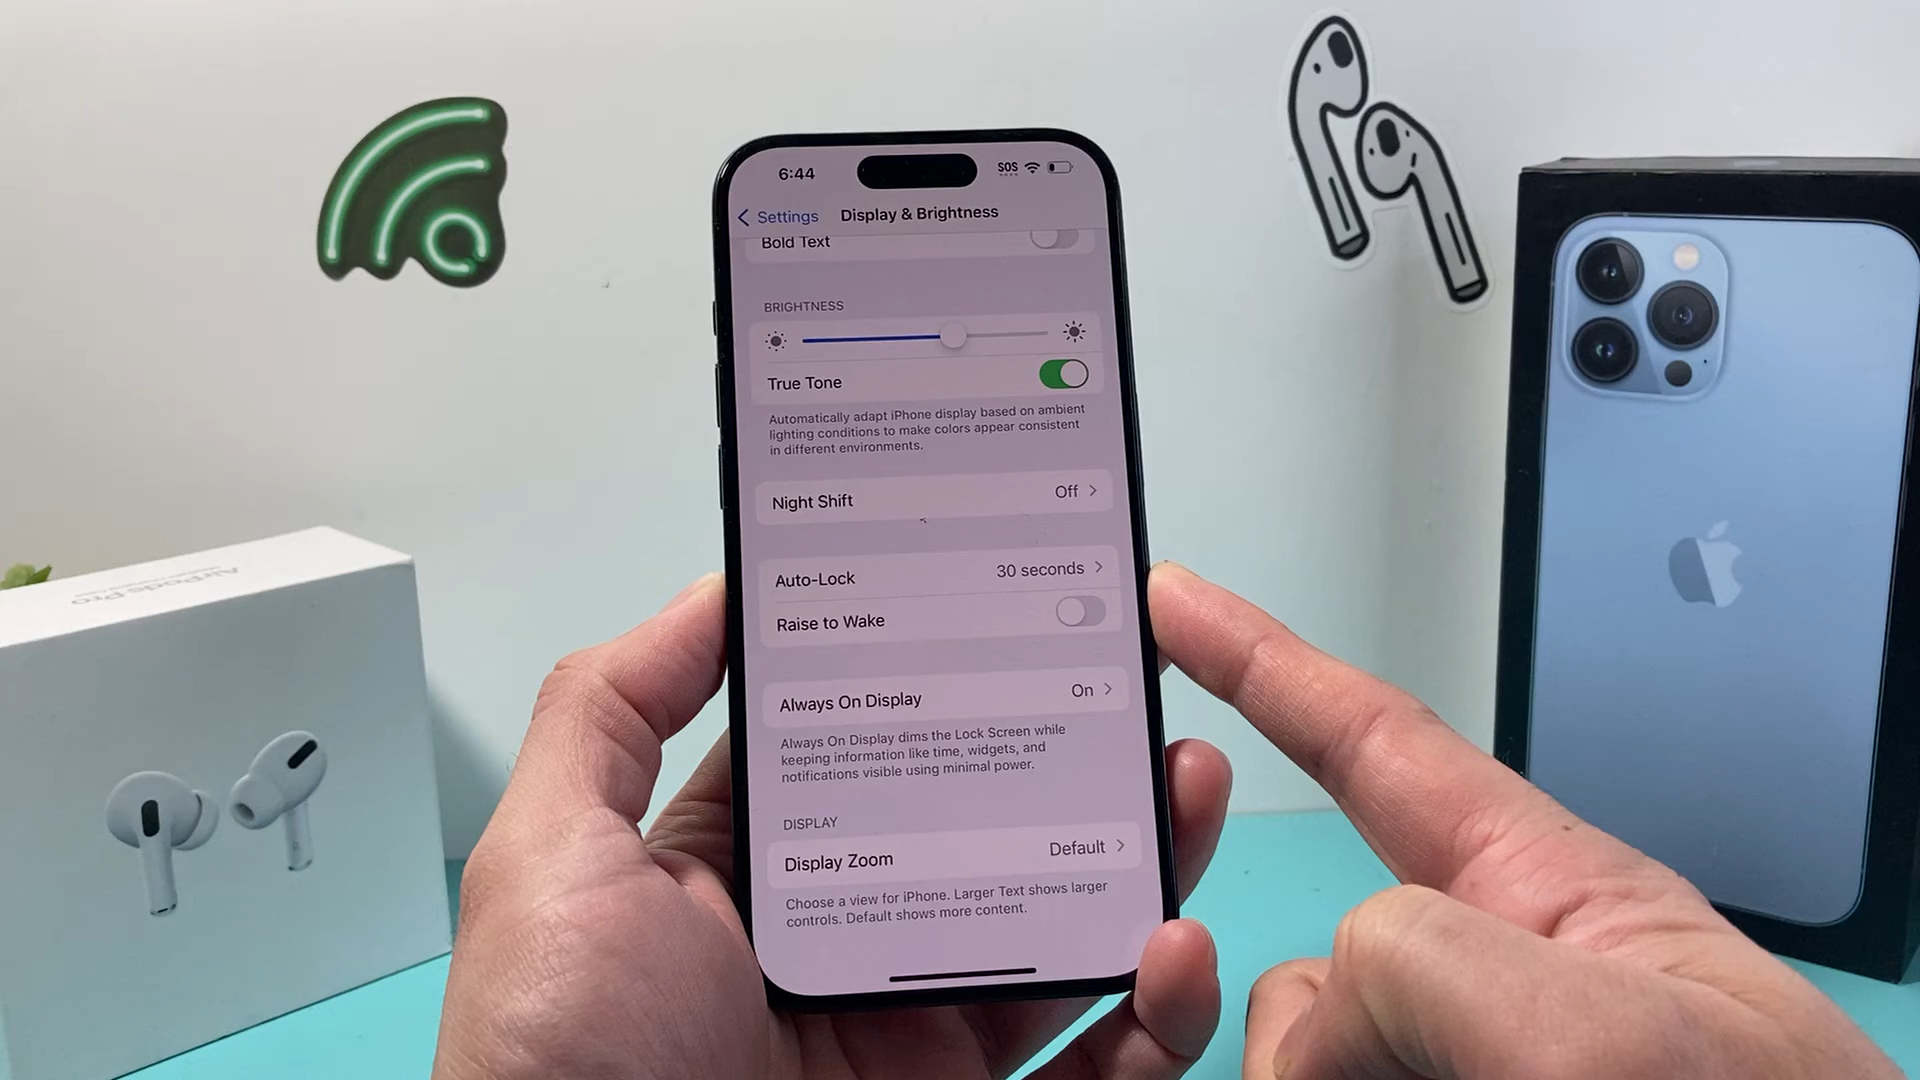 6:44 SOS
Settings Display & Brightness
Bold Text
BRIGHTNESS
True Tone
Automatically adapt iPhone display based on ambient
lighting conditions to make colors appear consistent
in different environments.
Night Shift Off
Auto-Lock 30 seconds
Raise to Wake
Always On Display On
Always On Display dims the Lock Screen while
keeping information like time, widgets, and
notifications visible using minimal power.
DISPLAY
Display Zoom Default
Choose a view for iPhone. Larger Text shows larger
controls. Default shows more content.
AirPods Pro